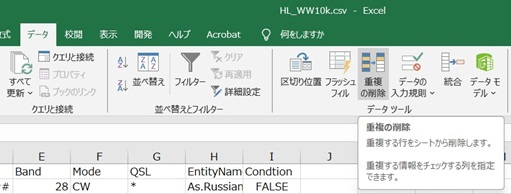 HL_WW10k.csv - Excel
式 データ 校閲 開発 表示 ヘルプ Acrobat 何をしますか
すべて
更新
クエリと接続
プロパティ
ブックのリンク
クエリと接続
並べ替え
フィルター
クリア
再適用
詳細設定
並べ替えとフィルター
区切り位置
フラッシュ
フィル
重複
の削除
データの
入力規則
統合
データ モ
デル
データ ツール
重複の削除
重複する行をシートから削除します。
重複する情報をチェックする列を指定
できます。
E F G H I J
Band Mode QSL EntityNam Condtion
# 28 CW * As.Russian FALSE